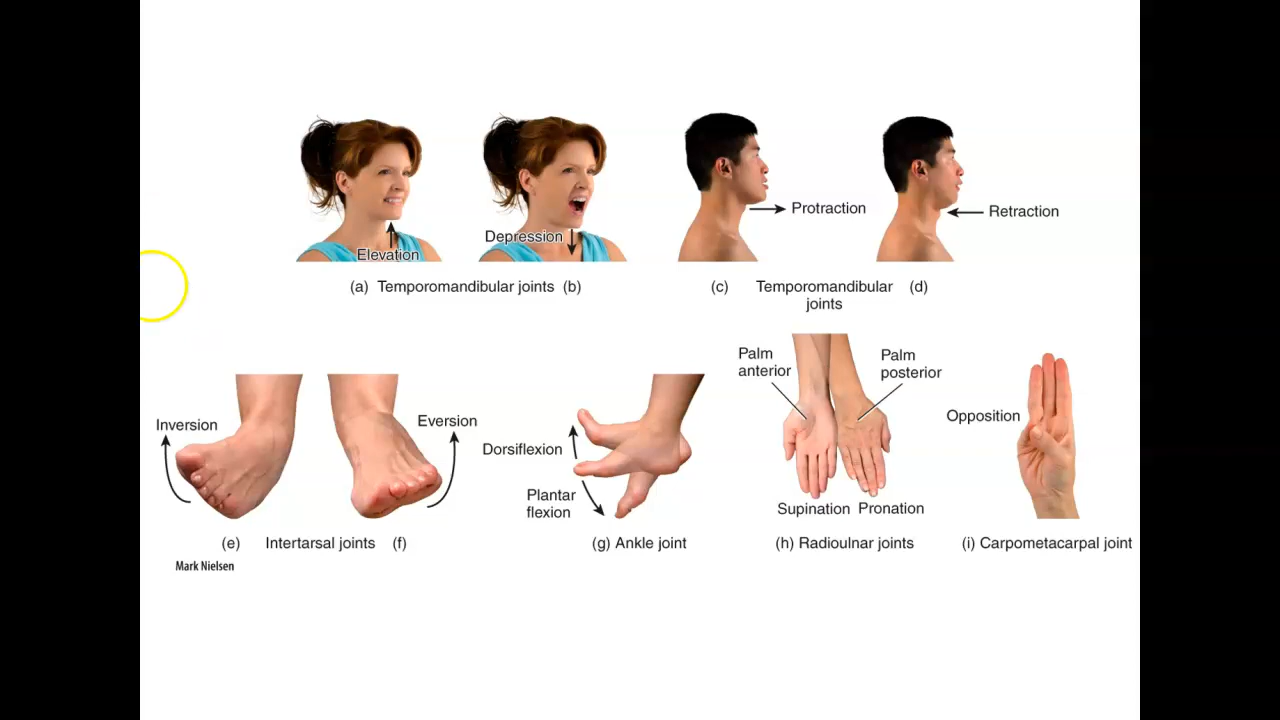 Elevation
Depression
Protraction
Retraction
(a) Temporomandibular joints (b)
(c) Temporomandibular joints (d)
Inversion
Eversion
Dorsiflexion
Plantar
flexion
Palm
anterior
Palm
posterior
Supination Pronation
Opposition
(e) Intertarsal joints (f)
(g) Ankle joint
(h) Radioulnar joints
(i) Carpometacarpal joint
Mark Nielsen